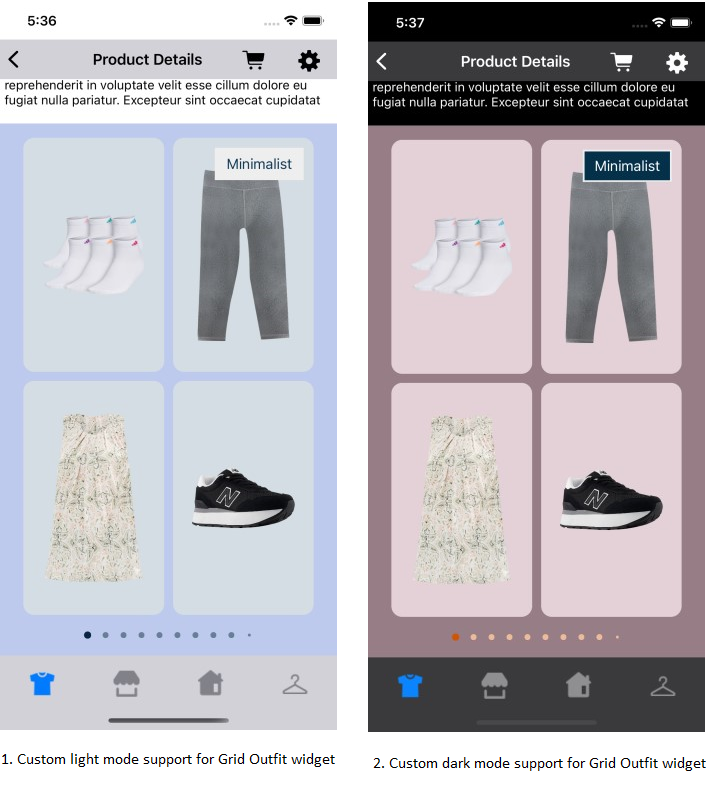 5:36
Product Details
reprehenderit in voluptate velit esse cillum dolore eu
fugiat nulla pariatur. Excepteur sint occaecat cupidatat
Minimalist
N
1. Custom light mode support for Grid Outfit widget
5:37
Product Details
reprehenderit in voluptate velit esse cillum dolore eu
fugiat nulla pariatur. Excepteur sint occaecat cupidatat
Minimalist
N
2. Custom dark mode support for Grid Outfit widget